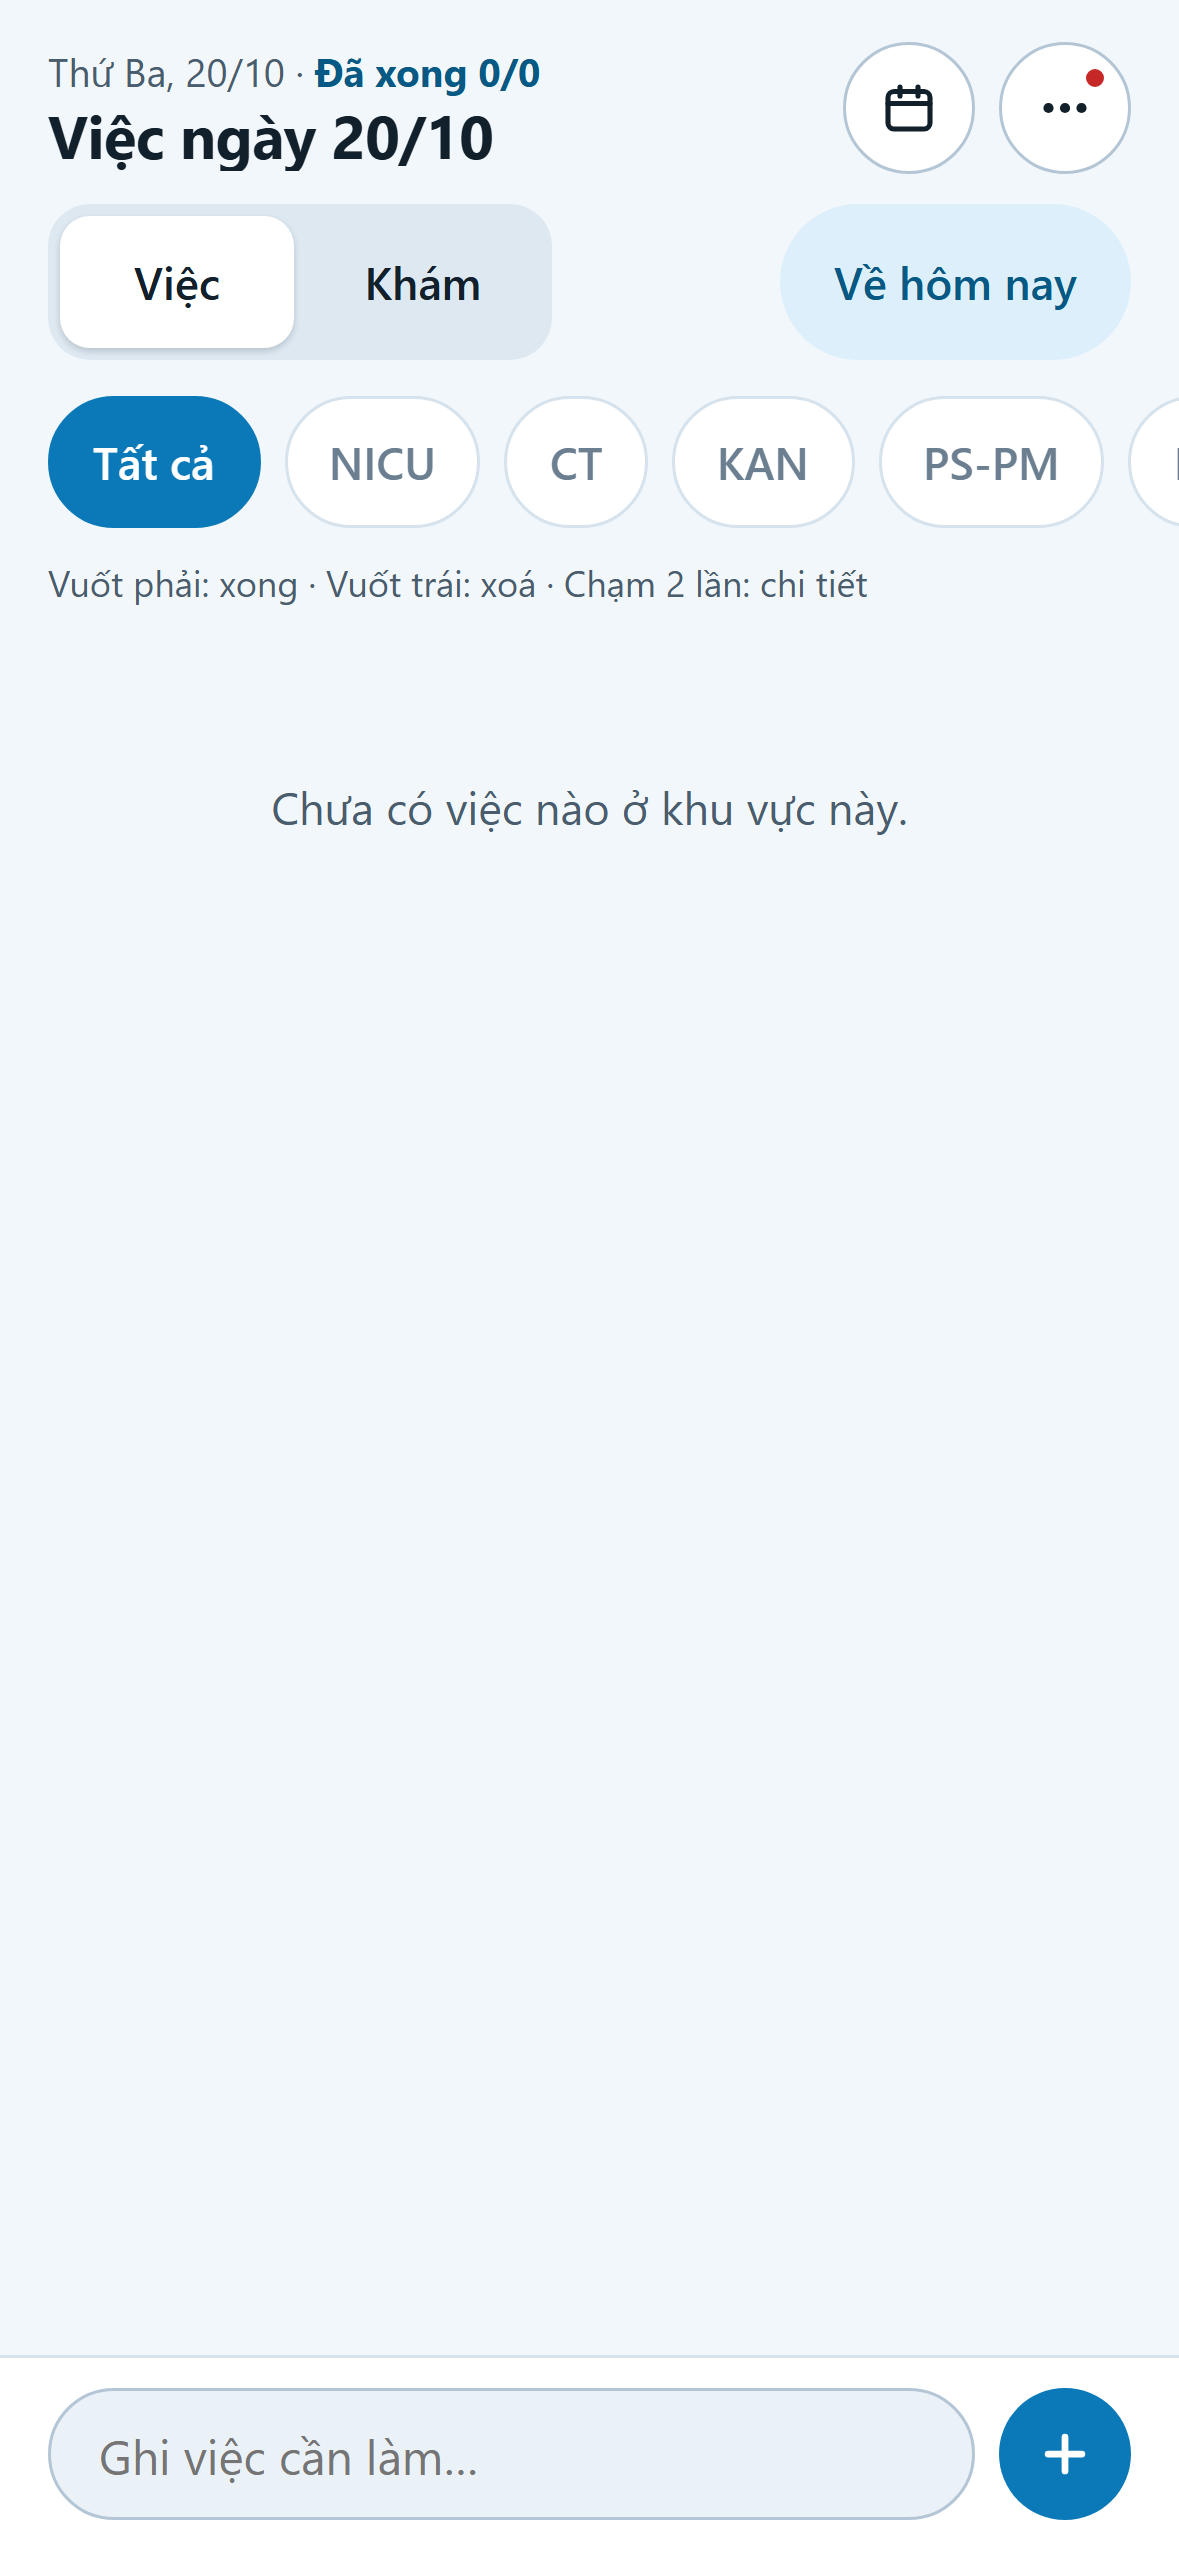 Thứ Ba, 20/10 · Đã xong 0/0
Việc ngày 20/10
Việc
Khám
Về hôm nay
Tất cả
NICU
CT
KAN
PS-PM
Vuốt phải: xong · Vuốt trái: xoá · Chạm 2 lần: chi tiết
Chưa có việc nào ở khu vực này.
Ghi việc cần làm...